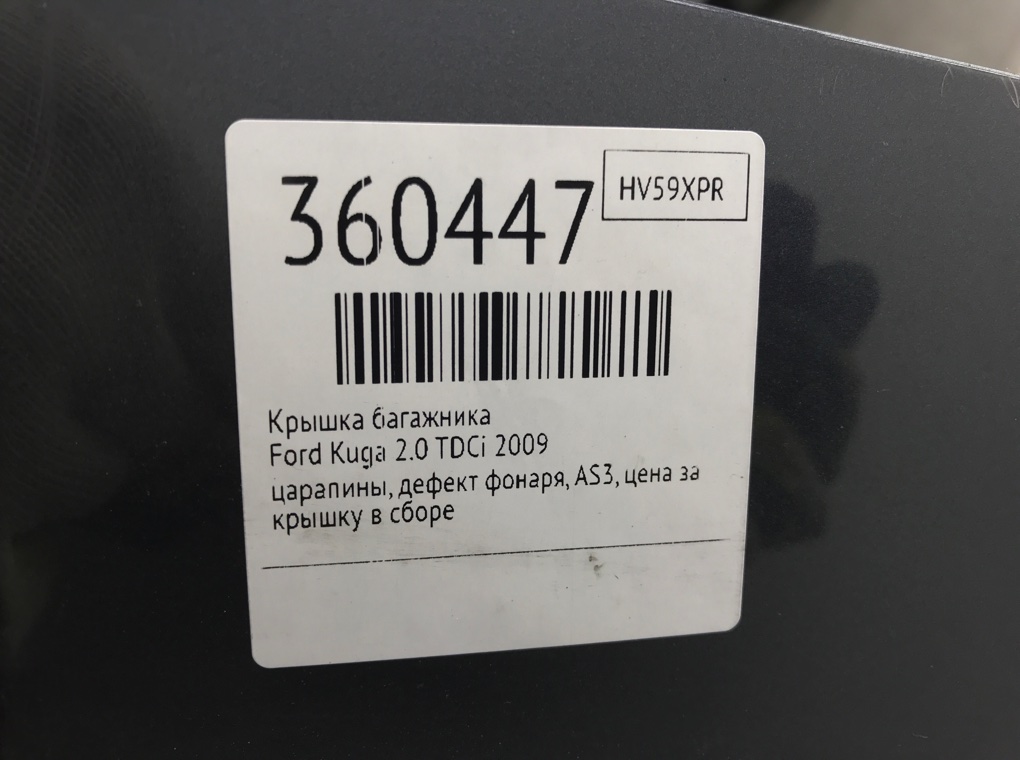 360447
HV59XPR
Крышка багажника
Ford Kuga 2.0 TDCi 2009
царапины, дефект фонаря, AS3, цена за
крышку в сборе